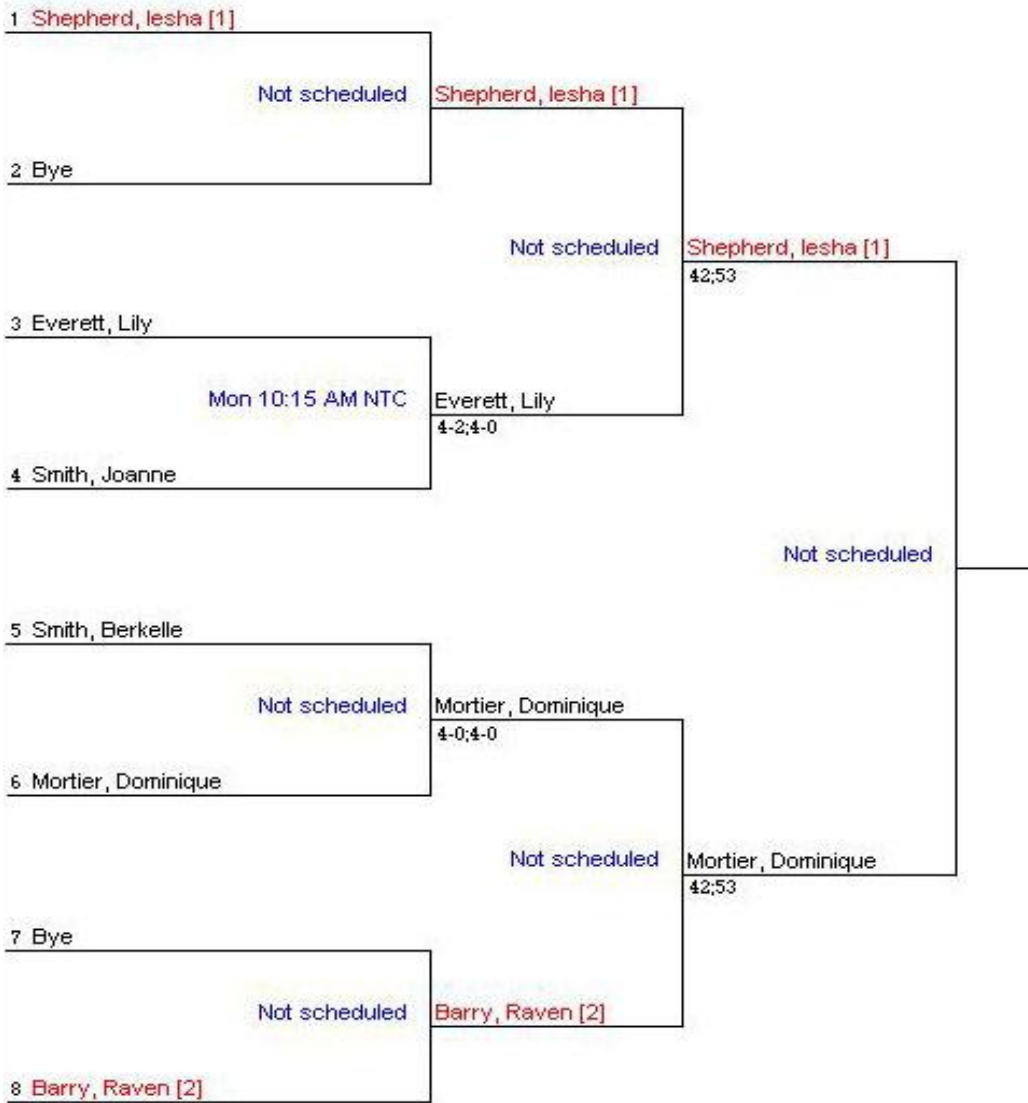 1 Shepherd, Iesha [1]
Not scheduled
Shepherd, Iesha [1]
2 Bye
Not scheduled
Shepherd, Iesha [1]
42;53
3 Everett, Lily
Mon 10:15 AM NTC
Everett, Lily
4-2;4-0
4 Smith, Joanne
Not scheduled
5 Smith, Berkelle
Not scheduled
Mortier, Dominique
4-0;4-0
6 Mortier, Dominique
Not scheduled
Mortier, Dominique
42;53
7 Bye
Not scheduled
Barry, Raven [2]
8 Barry, Raven [2]